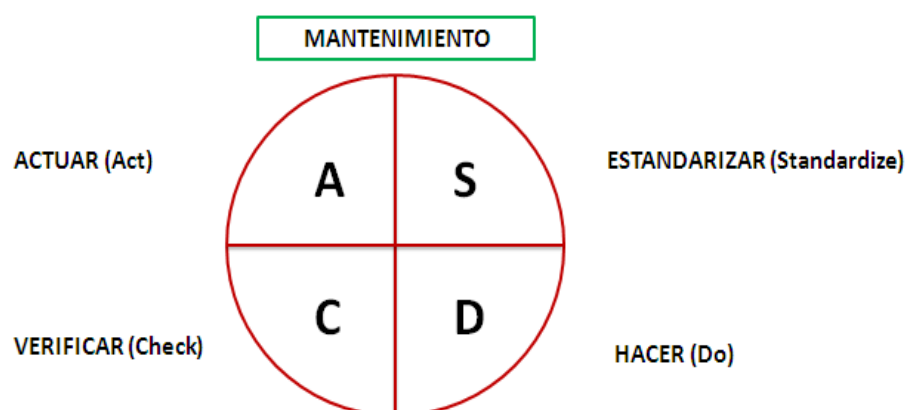 MANTENIMIENTO
ACTUAR (Act)
A
S
ESTANDARIZAR (Standardize)
VERIFICAR (Check)
C
D
HACER (Do)